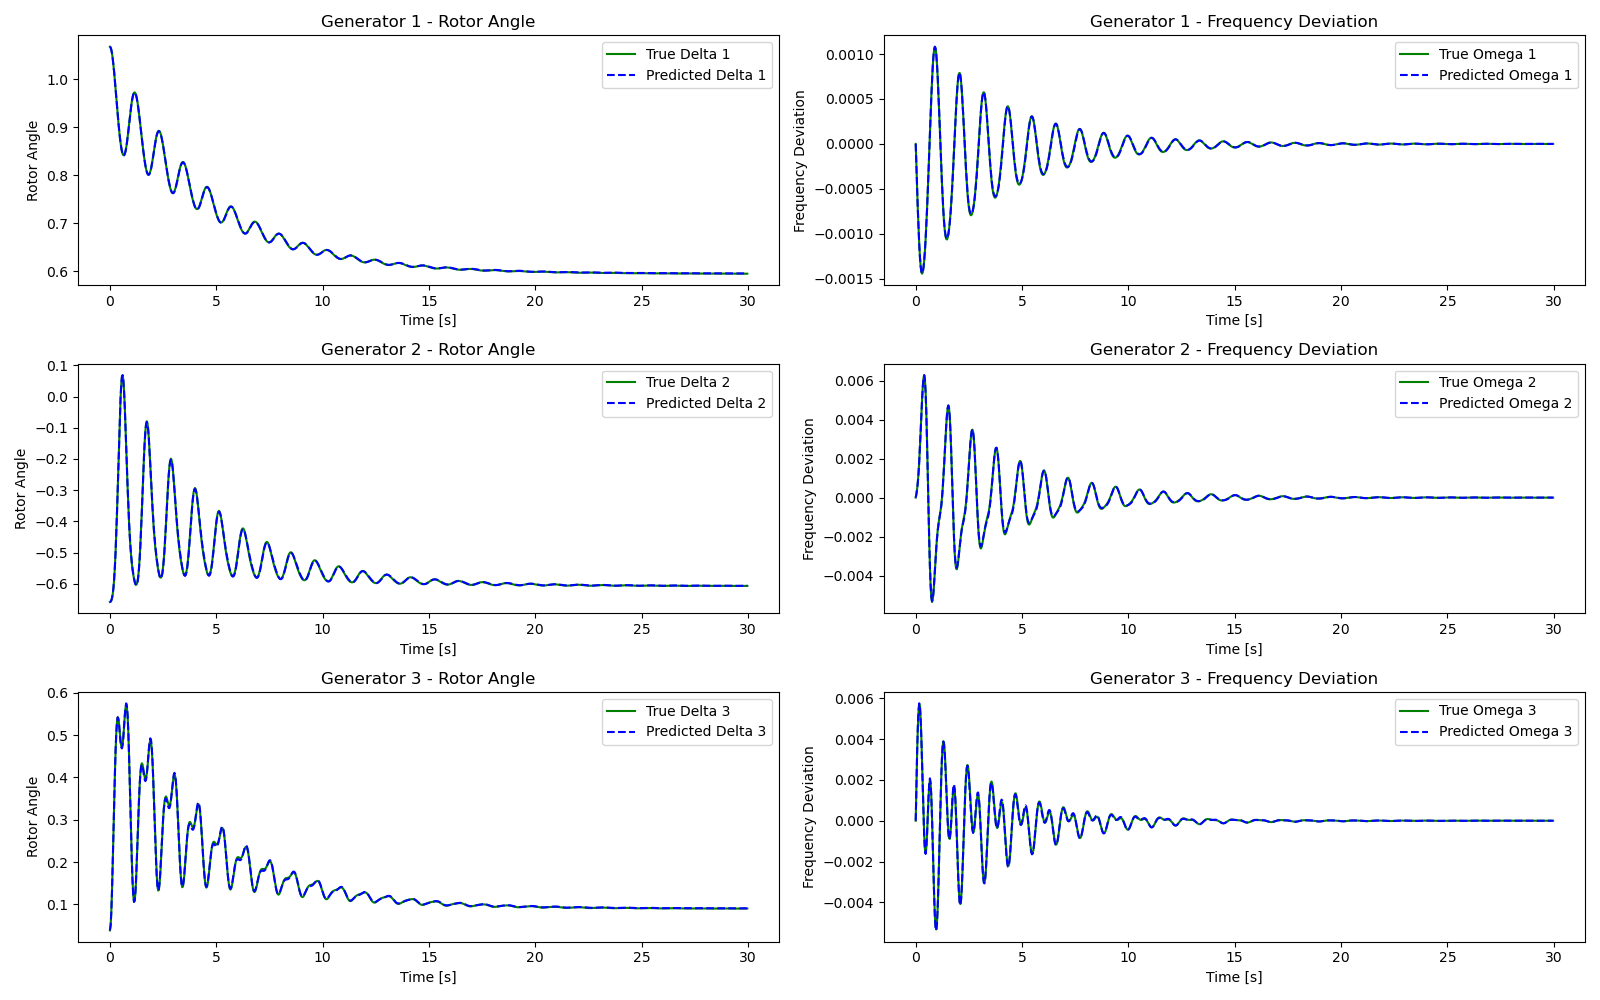 Generator 1 - Rotor Angle
Rotor Angle
1.0
0.9
0.8
0.7
0.6
True Delta 1
Predicted Delta 1
0 5 10 15 20 25 30
Time [s]
Generator 1 - Frequency Deviation
Frequency Deviation
0.0010
0.0005
0.0000
−0.0005
−0.0010
−0.0015
True Omega 1
Predicted Omega 1
0 5 10 15 20 25 30
Time [s]
Generator 2 - Rotor Angle
Rotor Angle
0.1
0.0
−0.1
−0.2
−0.3
−0.4
−0.5
−0.6
True Delta 2
Predicted Delta 2
0 5 10 15 20 25 30
Time [s]
Generator 2 - Frequency Deviation
Frequency Deviation
0.006
0.004
0.002
0.000
−0.002
−0.004
True Omega 2
Predicted Omega 2
0 5 10 15 20 25 30
Time [s]
Generator 3 - Rotor Angle
Rotor Angle
0.6
0.5
0.4
0.3
0.2
0.1
True Delta 3
Predicted Delta 3
0 5 10 15 20 25 30
Time [s]
Generator 3 - Frequency Deviation
Frequency Deviation
0.006
0.004
0.002
0.000
−0.002
−0.004
True Omega 3
Predicted Omega 3
0 5 10 15 20 25 30
Time [s]